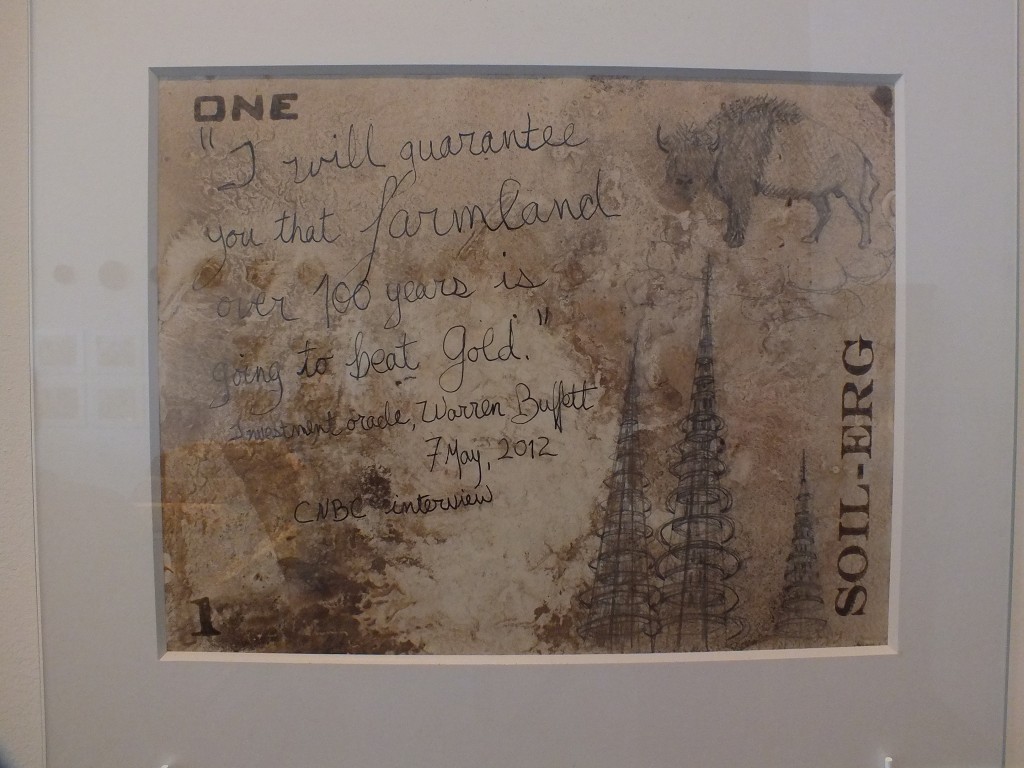 ONE
"I will guarantee
you that farmland
over 100 years is
going to beat Gold."
Investment oracle, Warren Buffett
7 May, 2012
CNBC interview
1
SOIL-ERG